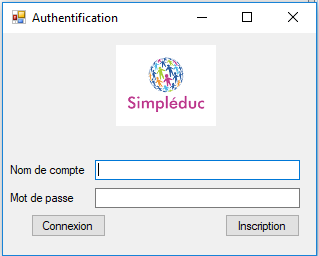 Authentification
Simpléduc
Nom de compte
Mot de passe
Connexion
Inscription